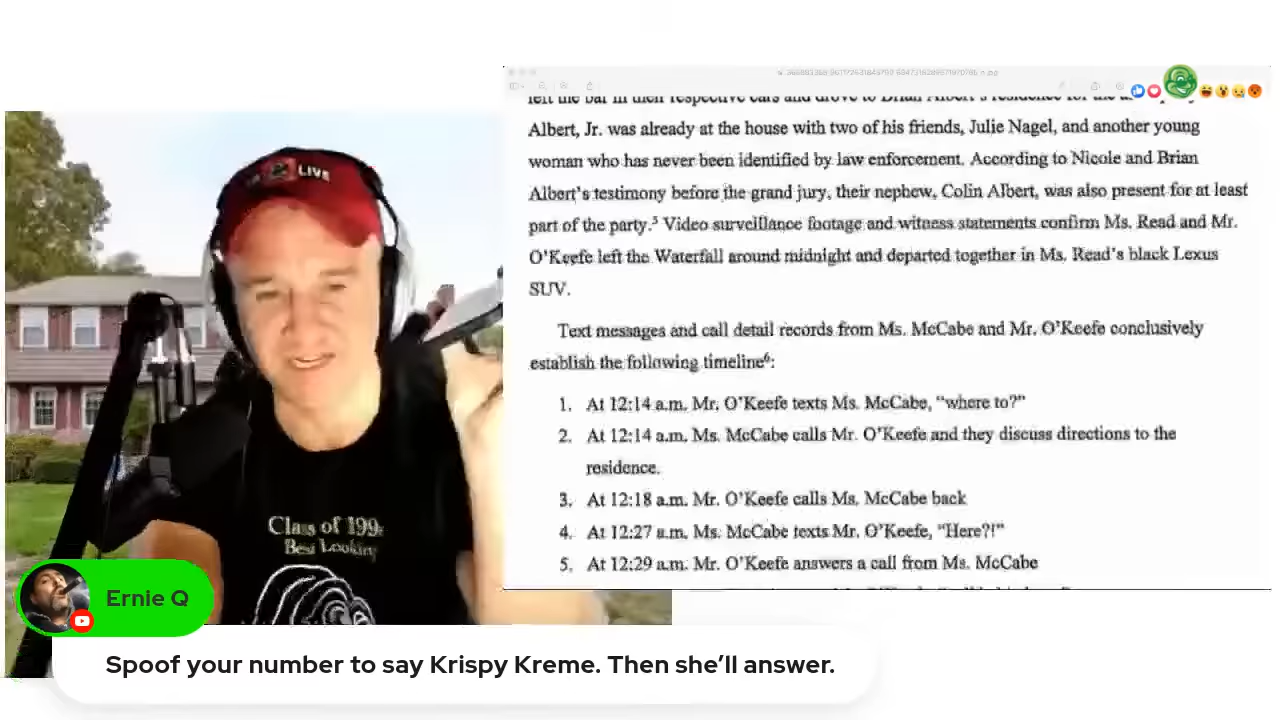 LIVE
Class of 199
Best Looking
Albert, Jr. was already at the house with two of his friends, Julie Nagel, and another young
woman who has never been identified by law enforcement. According to Nicole and Brian
Albert's testimony before the grand jury, their nephew, Colin Albert, was also present for at least
part of the party.⁵ Video surveillance footage and witness statements confirm Ms. Read and Mr.
O'Keefe left the Waterfall around midnight and departed together in Ms. Read's black Lexus
SUV.
Text messages and call detail records from Ms. McCabe and Mr. O'Keefe conclusively
establish the following timeline⁶:
1. At 12:14 a.m. Mr. O'Keefe texts Ms. McCabe, "where to?"
2. At 12:14 a.m. Ms. McCabe calls Mr. O'Keefe and they discuss directions to the
residence.
3. At 12:18 a.m. Mr. O'Keefe calls Ms. McCabe back
4. At 12:27 a.m. Ms. McCabe texts Mr. O'Keefe, "Here?!"
5. At 12:29 a.m. Mr. O'Keefe answers a call from Ms. McCabe
Ernie Q
Spoof your number to say Krispy Kreme. Then she'll answer.